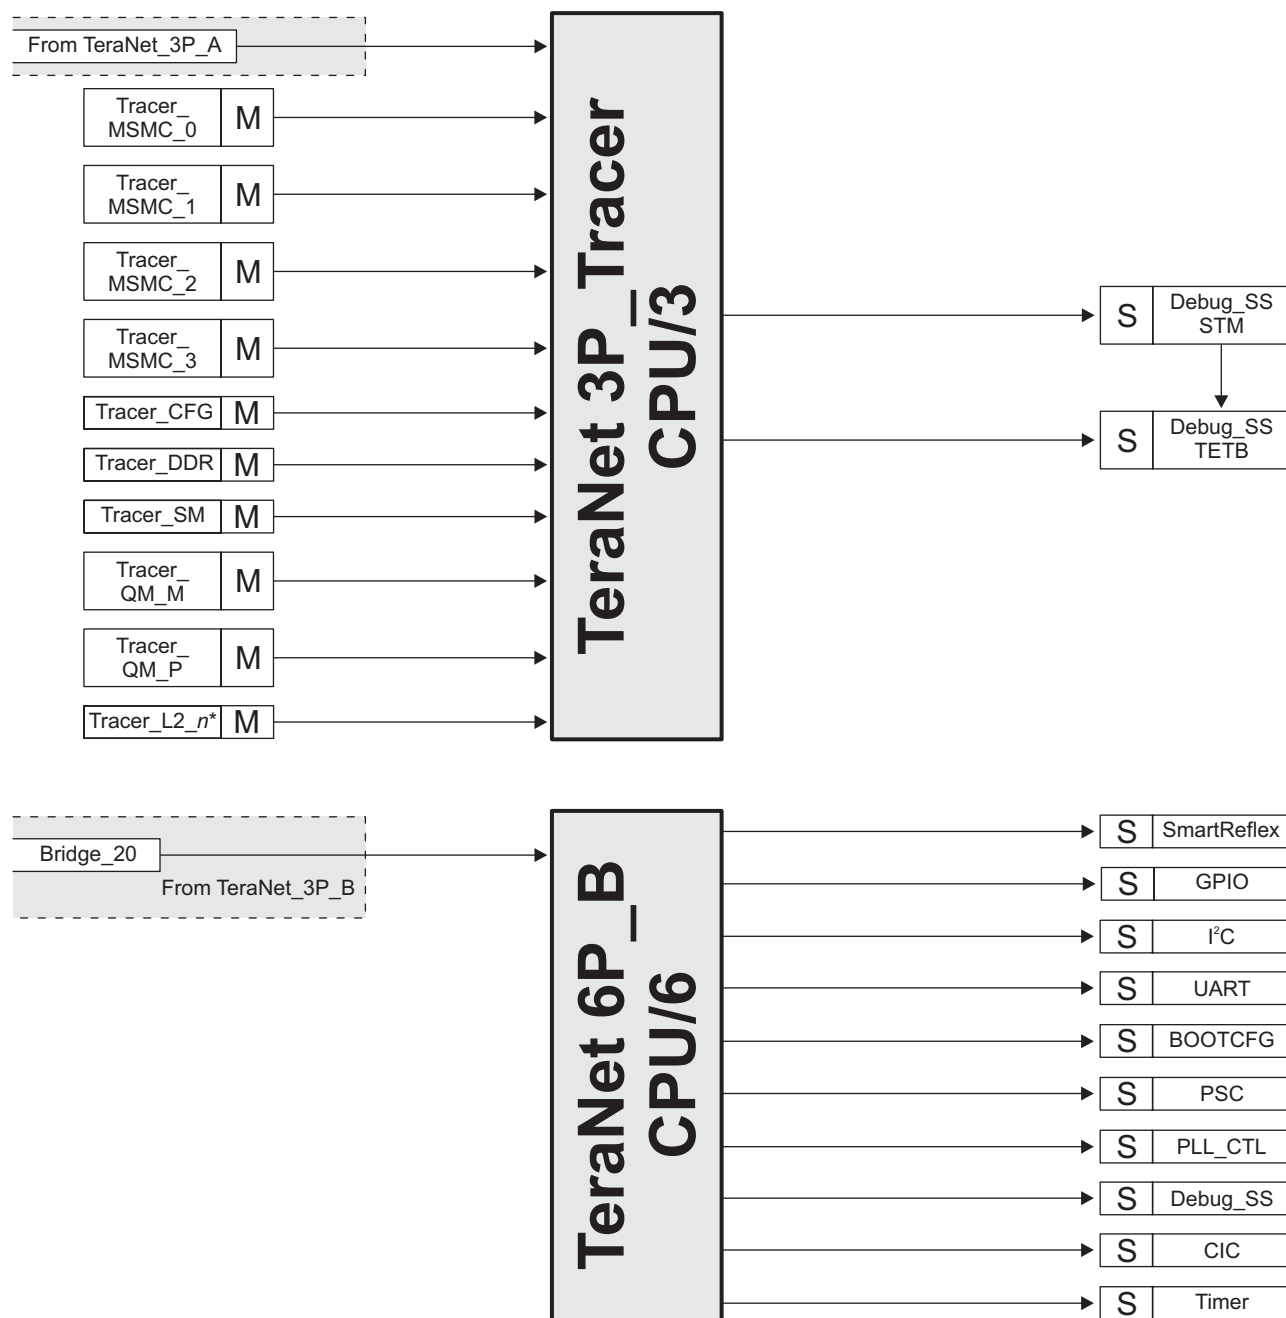 From TeraNet_3P_A
Tracer_
MSMC_0
M
Tracer_
MSMC_1
M
Tracer_
MSMC_2
M
Tracer_
MSMC_3
M
Tracer_CFG
M
Tracer_DDR
M
Tracer_SM
M
Tracer_
QM_M
M
Tracer_
QM_P
M
Tracer_L2_n*
M
TeraNet 3P_Tracer
CPU/3
S
Debug_SS
STM
S
Debug_SS
TETB
Bridge_20
From TeraNet_3P_B
TeraNet 6P_B
CPU/6
S
SmartReflex
S
GPIO
S
I²C
S
UART
S
BOOTCFG
S
PSC
S
PLL_CTL
S
Debug_SS
S
CIC
S
Timer